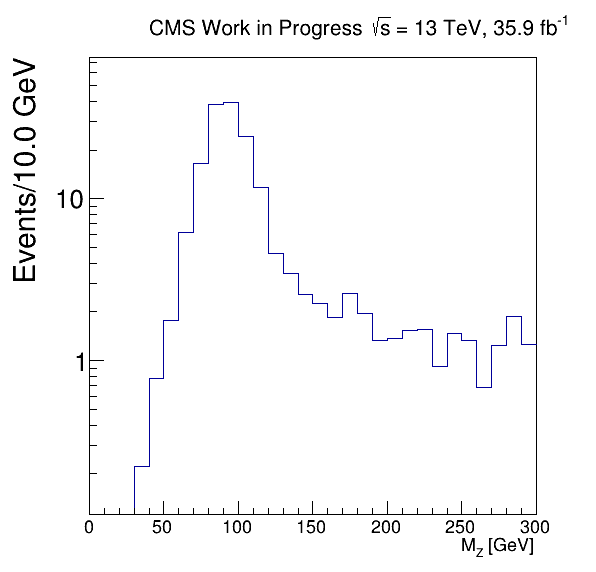 CMS Work in Progress √s = 13 TeV, 35.9 fb⁻¹
Events/10.0 GeV
10
1
0 50 100 150 200 250 300
M_Z [GeV]